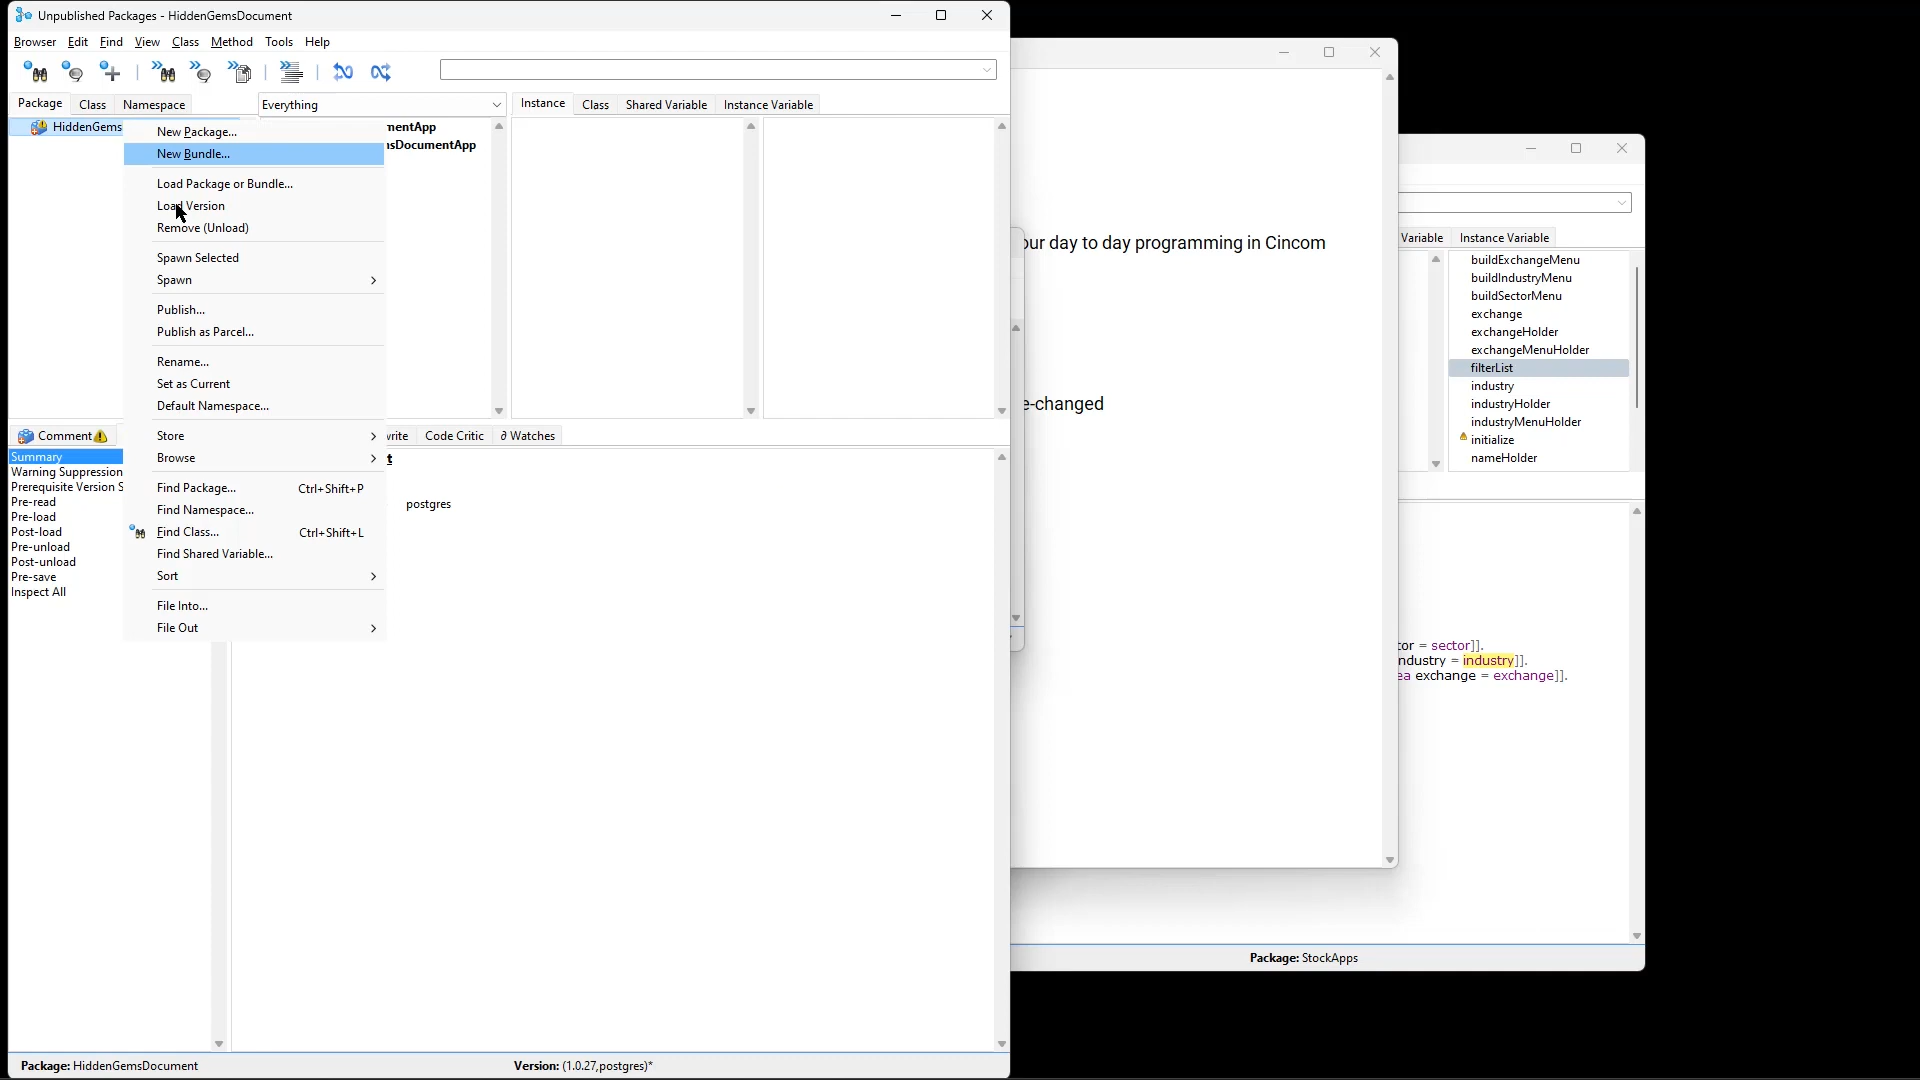 Unpublished Packages - HiddenGemsDocument
Browser Edit Find View Class Method Tools Help
Package Class Namespace Everything Instance Class Shared Variable Instance Variable
HiddenGems
mentApp
sDocumentApp
New Package...
New Bundle...
Load Package or Bundle...
Load Version
Remove (Unload)
Spawn Selected
Spawn
Publish...
Publish as Parcel...
Rename...
Set as Current
Default Namespace...
Store
Browse
Find Package... Ctrl+Shift+P
Find Namespace...
Find Class... Ctrl+Shift+L
Find Shared Variable...
Sort
File Into...
File Out
Comment
write Code Critic ∂ Watches
Summary
Warning Suppression
Prerequisite Version S
Pre-read
Pre-load
Post-load
Pre-unload
Post-unload
Pre-save
Inspect All
t
postgres
Package: HiddenGemsDocument Version: (1.0.27,postgres)*
our day to day programming in Cincom
e-changed
Variable Instance Variable
buildExchangeMenu
buildIndustryMenu
buildSectorMenu
exchange
exchangeHolder
exchangeMenuHolder
filterList
industry
industryHolder
industryMenuHolder
initialize
nameHolder
tor = sector]].
ndustry = industry]].
ea exchange = exchange]].
Package: StockApps